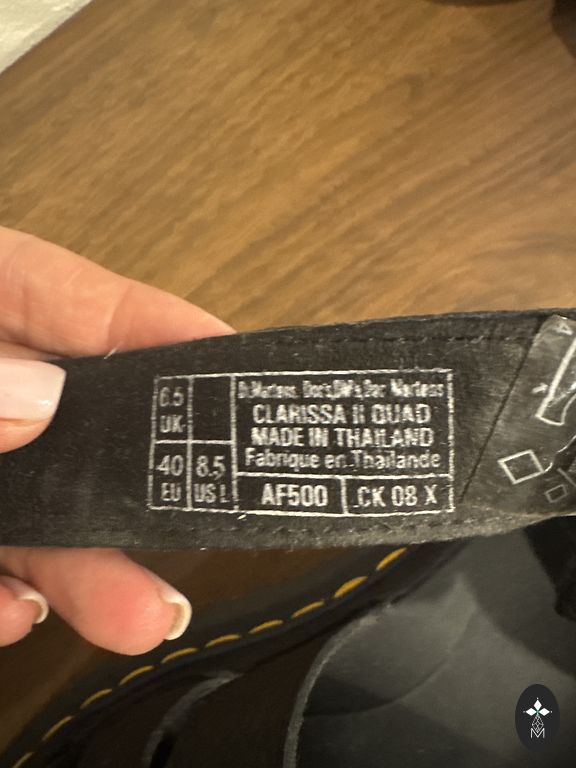 6.5
UK
40
EU
8.5
US L
Dr.Martens, Doc's,DM's,Doc Martens
CLARISSA II QUAD
MADE IN THAILAND
Fabrique en Thailande
AF500
CK 08 X
M